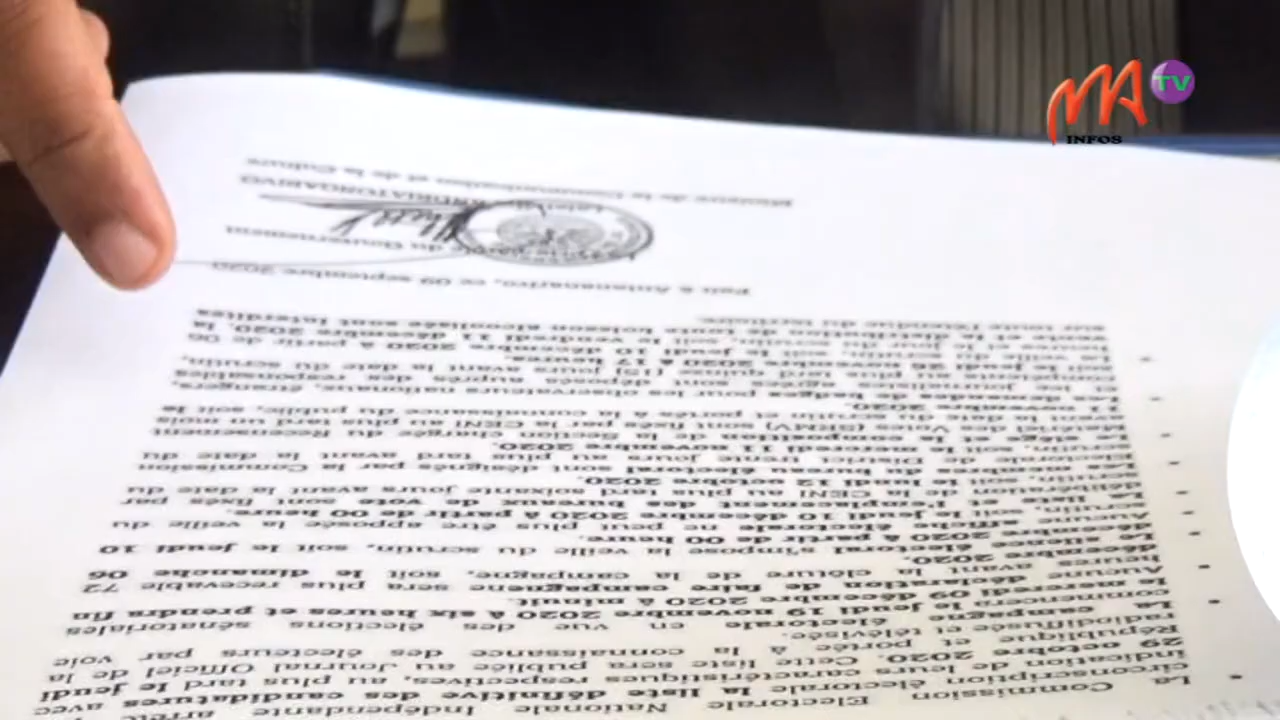 MA TV
INFOS
Commission Electorale Nationale Indépendante arrête
circonscription électorale la liste définitive des candidatures avec
indication de leurs caractères respectives, au plus tard le jeudi
29 octobre 2020. Cette liste sera publiée au Journal Officiel de la
République et portée à la connaissance des électeurs par voie
radiodiffusée et télévisée.
La campagne électorale en vue des élections sénatoriales
commencera le jeudi 19 novembre 2020 à six heures et prendra fin
le mercredi 09 décembre 2020 à minuit.
Aucune déclaration de faire campagne sera plus recevable 72
heures avant la clôture de la campagne, soit le dimanche 06
décembre 2020.
Le silence électoral s'impose la veille du scrutin, soit le jeudi 10
décembre 2020 à partir de 00 heure.
Aucune affiche électorale ne peut plus être apposée la veille du
scrutin, soit le jeudi 10 décembre 2020 à partir de 00 heure.
La liste et l'emplacement des bureaux de vote sont fixés par
délibération de la CENI au plus tard soixante jours avant la date du
scrutin, soit le lundi 12 octobre 2020.
Les membres du bureau électoral sont désignés par la Commission
Electorale de District trente jours au plus tard avant la date du
scrutin, soit le mercredi 11 novembre 2020.
Le siège et la composition de la Section chargée du Recensement
Matériel des Votes (SRMV) sont fixés par la CENI au plus tard un mois
avant la date du scrutin et portés à la connaissance du public, soit le
11 novembre 2020.
Les demandes de badges pour les observateurs nationaux, étrangers,
et les journalistes agréés sont déposés auprès des responsables
compétents au plus tard quinze (15) jours avant la date du scrutin,
soit le jeudi 26 novembre 2020 à 17 heures.
La veille du scrutin, soit le jeudi 10 décembre 2020 à partir de 06
heures et le jour du scrutin, soit le vendredi 11 décembre 2020, la
vente et la distribution de toute boisson alcoolisée sont interdites
sur toute l'étendue du territoire.
Fait à Antananarivo, ce 09 septembre 2020
du Gouvernement
ANDRIATONGARIVO
Ministre de la Communication et de la Culture